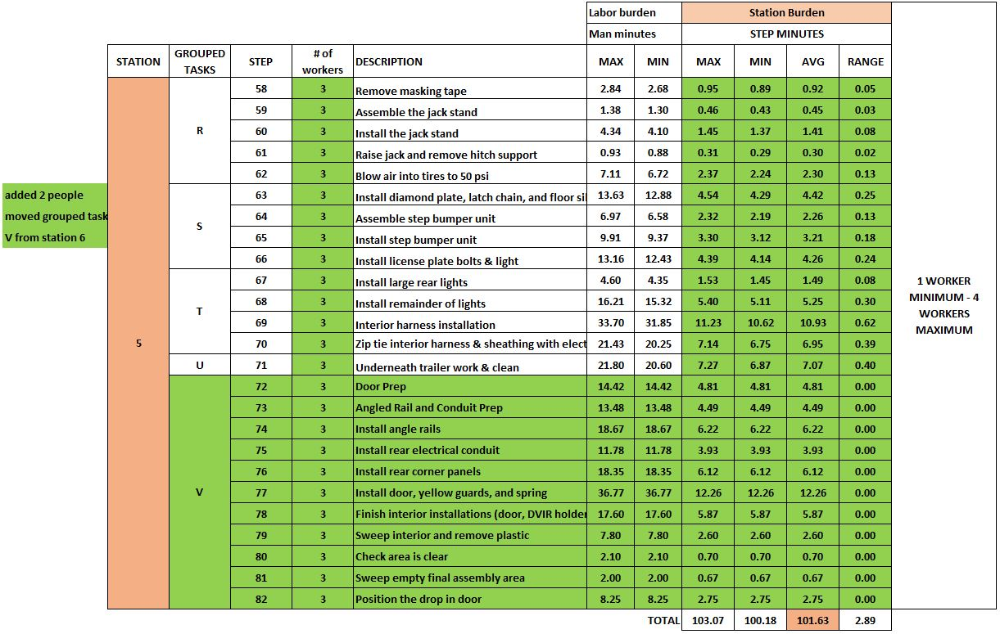 Labor burden Station Burden
Man minutes STEP MINUTES
STATION GROUPED TASKS STEP # of workers DESCRIPTION MAX MIN MAX MIN AVG RANGE
58 3 Remove masking tape 2.84 2.68 0.95 0.89 0.92 0.05
59 3 Assemble the jack stand 1.38 1.30 0.46 0.43 0.45 0.03
R 60 3 Install the jack stand 4.34 4.10 1.45 1.37 1.41 0.08
61 3 Raise jack and remove hitch support 0.93 0.88 0.31 0.29 0.30 0.02
62 3 Blow air into tires to 50 psi 7.11 6.72 2.37 2.24 2.30 0.13
added 2 people 63 3 Install diamond plate, latch chain, and floor sil 13.63 12.88 4.54 4.29 4.42 0.25
moved grouped task S 64 3 Assemble step bumper unit 6.97 6.58 2.32 2.19 2.26 0.13
V from station 6 65 3 Install step bumper unit 9.91 9.37 3.30 3.12 3.21 0.18
66 3 Install license plate bolts & light 13.16 12.43 4.39 4.14 4.26 0.24
67 3 Install large rear lights 4.60 4.35 1.53 1.45 1.49 0.08
T 68 3 Install remainder of lights 16.21 15.32 5.40 5.11 5.25 0.30
69 3 Interior harness installation 33.70 31.85 11.23 10.62 10.93 0.62
5 70 3 Zip tie interior harness & sheathing with elect 21.43 20.25 7.14 6.75 6.95 0.39
U 71 3 Underneath trailer work & clean 21.80 20.60 7.27 6.87 7.07 0.40
72 3 Door Prep 14.42 14.42 4.81 4.81 4.81 0.00
73 3 Angled Rail and Conduit Prep 13.48 13.48 4.49 4.49 4.49 0.00
74 3 Install angle rails 18.67 18.67 6.22 6.22 6.22 0.00
75 3 Install rear electrical conduit 11.78 11.78 3.93 3.93 3.93 0.00
76 3 Install rear corner panels 18.35 18.35 6.12 6.12 6.12 0.00
V 77 3 Install door, yellow guards, and spring 36.77 36.77 12.26 12.26 12.26 0.00
78 3 Finish interior installations (door, DVIR holder 17.60 17.60 5.87 5.87 5.87 0.00
79 3 Sweep interior and remove plastic 7.80 7.80 2.60 2.60 2.60 0.00
80 3 Check area is clear 2.10 2.10 0.70 0.70 0.70 0.00
81 3 Sweep empty final assembly area 2.00 2.00 0.67 0.67 0.67 0.00
82 3 Position the drop in door 8.25 8.25 2.75 2.75 2.75 0.00
TOTAL 103.07 100.18 101.63 2.89
1 WORKER
MINIMUM - 4
WORKERS
MAXIMUM